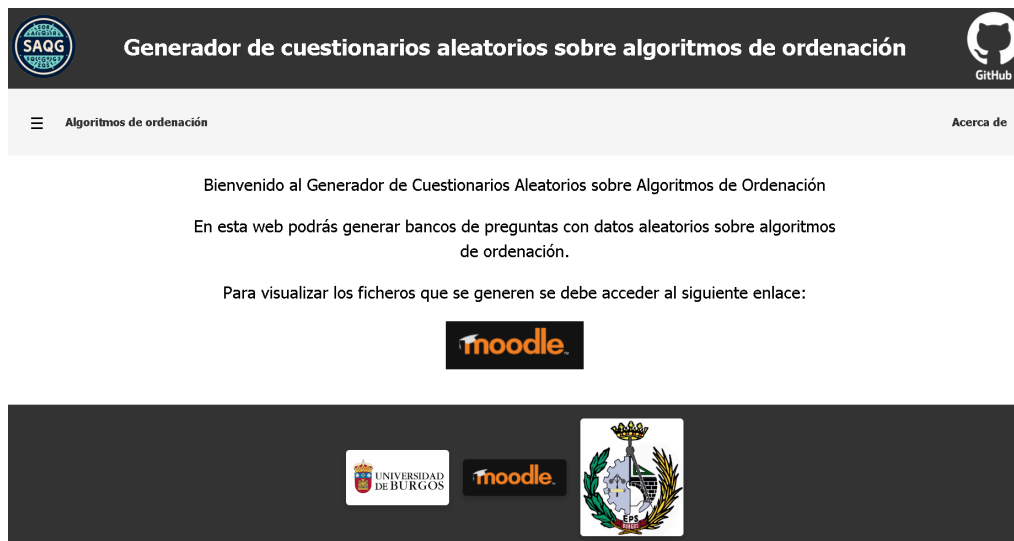 SAQG
Generador de cuestionarios aleatorios sobre algoritmos de ordenación
GitHub
☰ Algoritmos de ordenación
Acerca de
Bienvenido al Generador de Cuestionarios Aleatorios sobre Algoritmos de Ordenación
En esta web podrás generar bancos de preguntas con datos aleatorios sobre algoritmos
de ordenación.
Para visualizar los ficheros que se generen se debe acceder al siguiente enlace:
moodle
UNIVERSIDAD
DE BURGOS
moodle
EPS
BURGOS